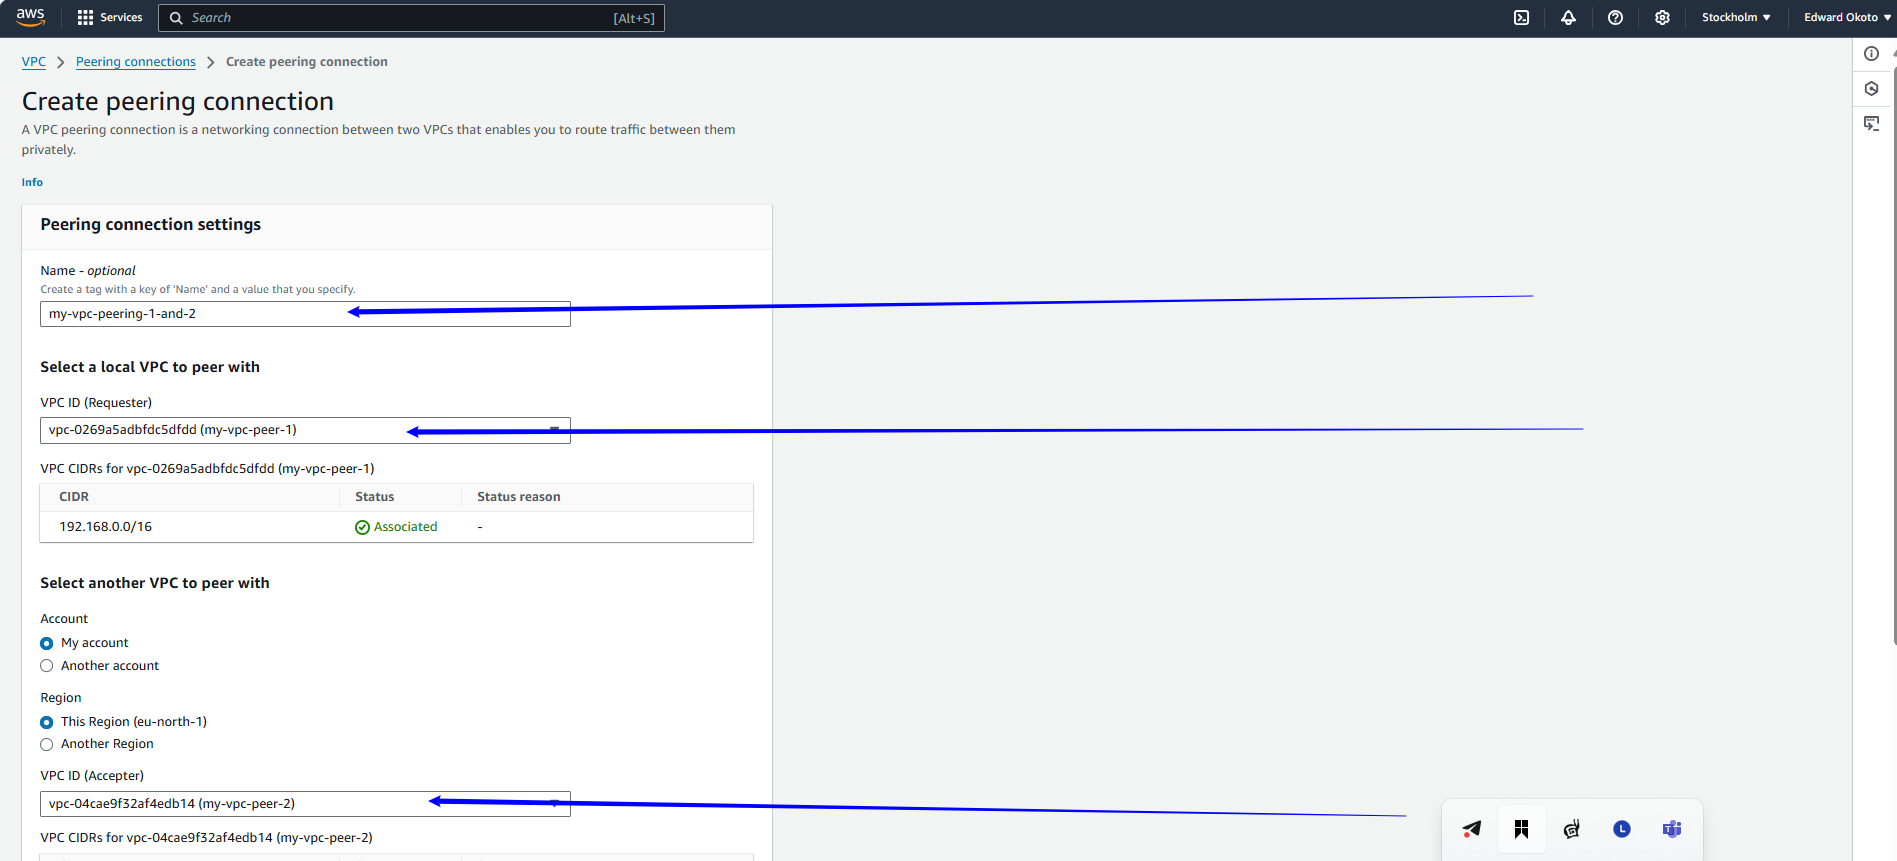 aws Services Search [Alt+S] Stockholm Edward Okoto
VPC Peering connections Create peering connection
Create peering connection
A VPC peering connection is a networking connection between two VPCs that enables you to route traffic between them
privately.
Info
Peering connection settings
Name - optional
Create a tag with a key of 'Name' and a value that you specify.
my-vpc-peering-1-and-2
Select a local VPC to peer with
VPC ID (Requester)
vpc-0269a5adbfdc5dfdd (my-vpc-peer-1)
VPC CIDRs for vpc-0269a5adbfdc5dfdd (my-vpc-peer-1)
CIDR Status Status reason
192.168.0.0/16 Associated -
Select another VPC to peer with
Account
My account
Another account
Region
This Region (eu-north-1)
Another Region
VPC ID (Accepter)
vpc-04cae9f32af4edb14 (my-vpc-peer-2)
VPC CIDRs for vpc-04cae9f32af4edb14 (my-vpc-peer-2)
L